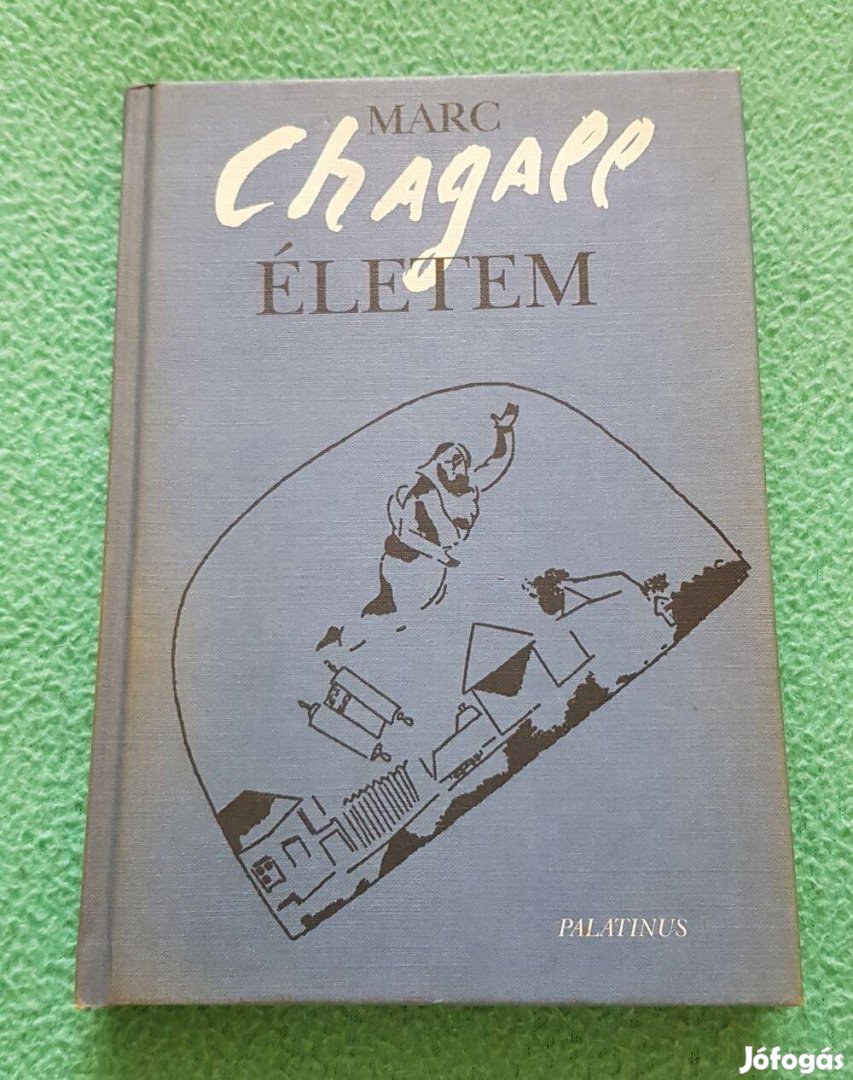 MARC
Chagall
ÉLETEM
PALATINUS
Jófogás